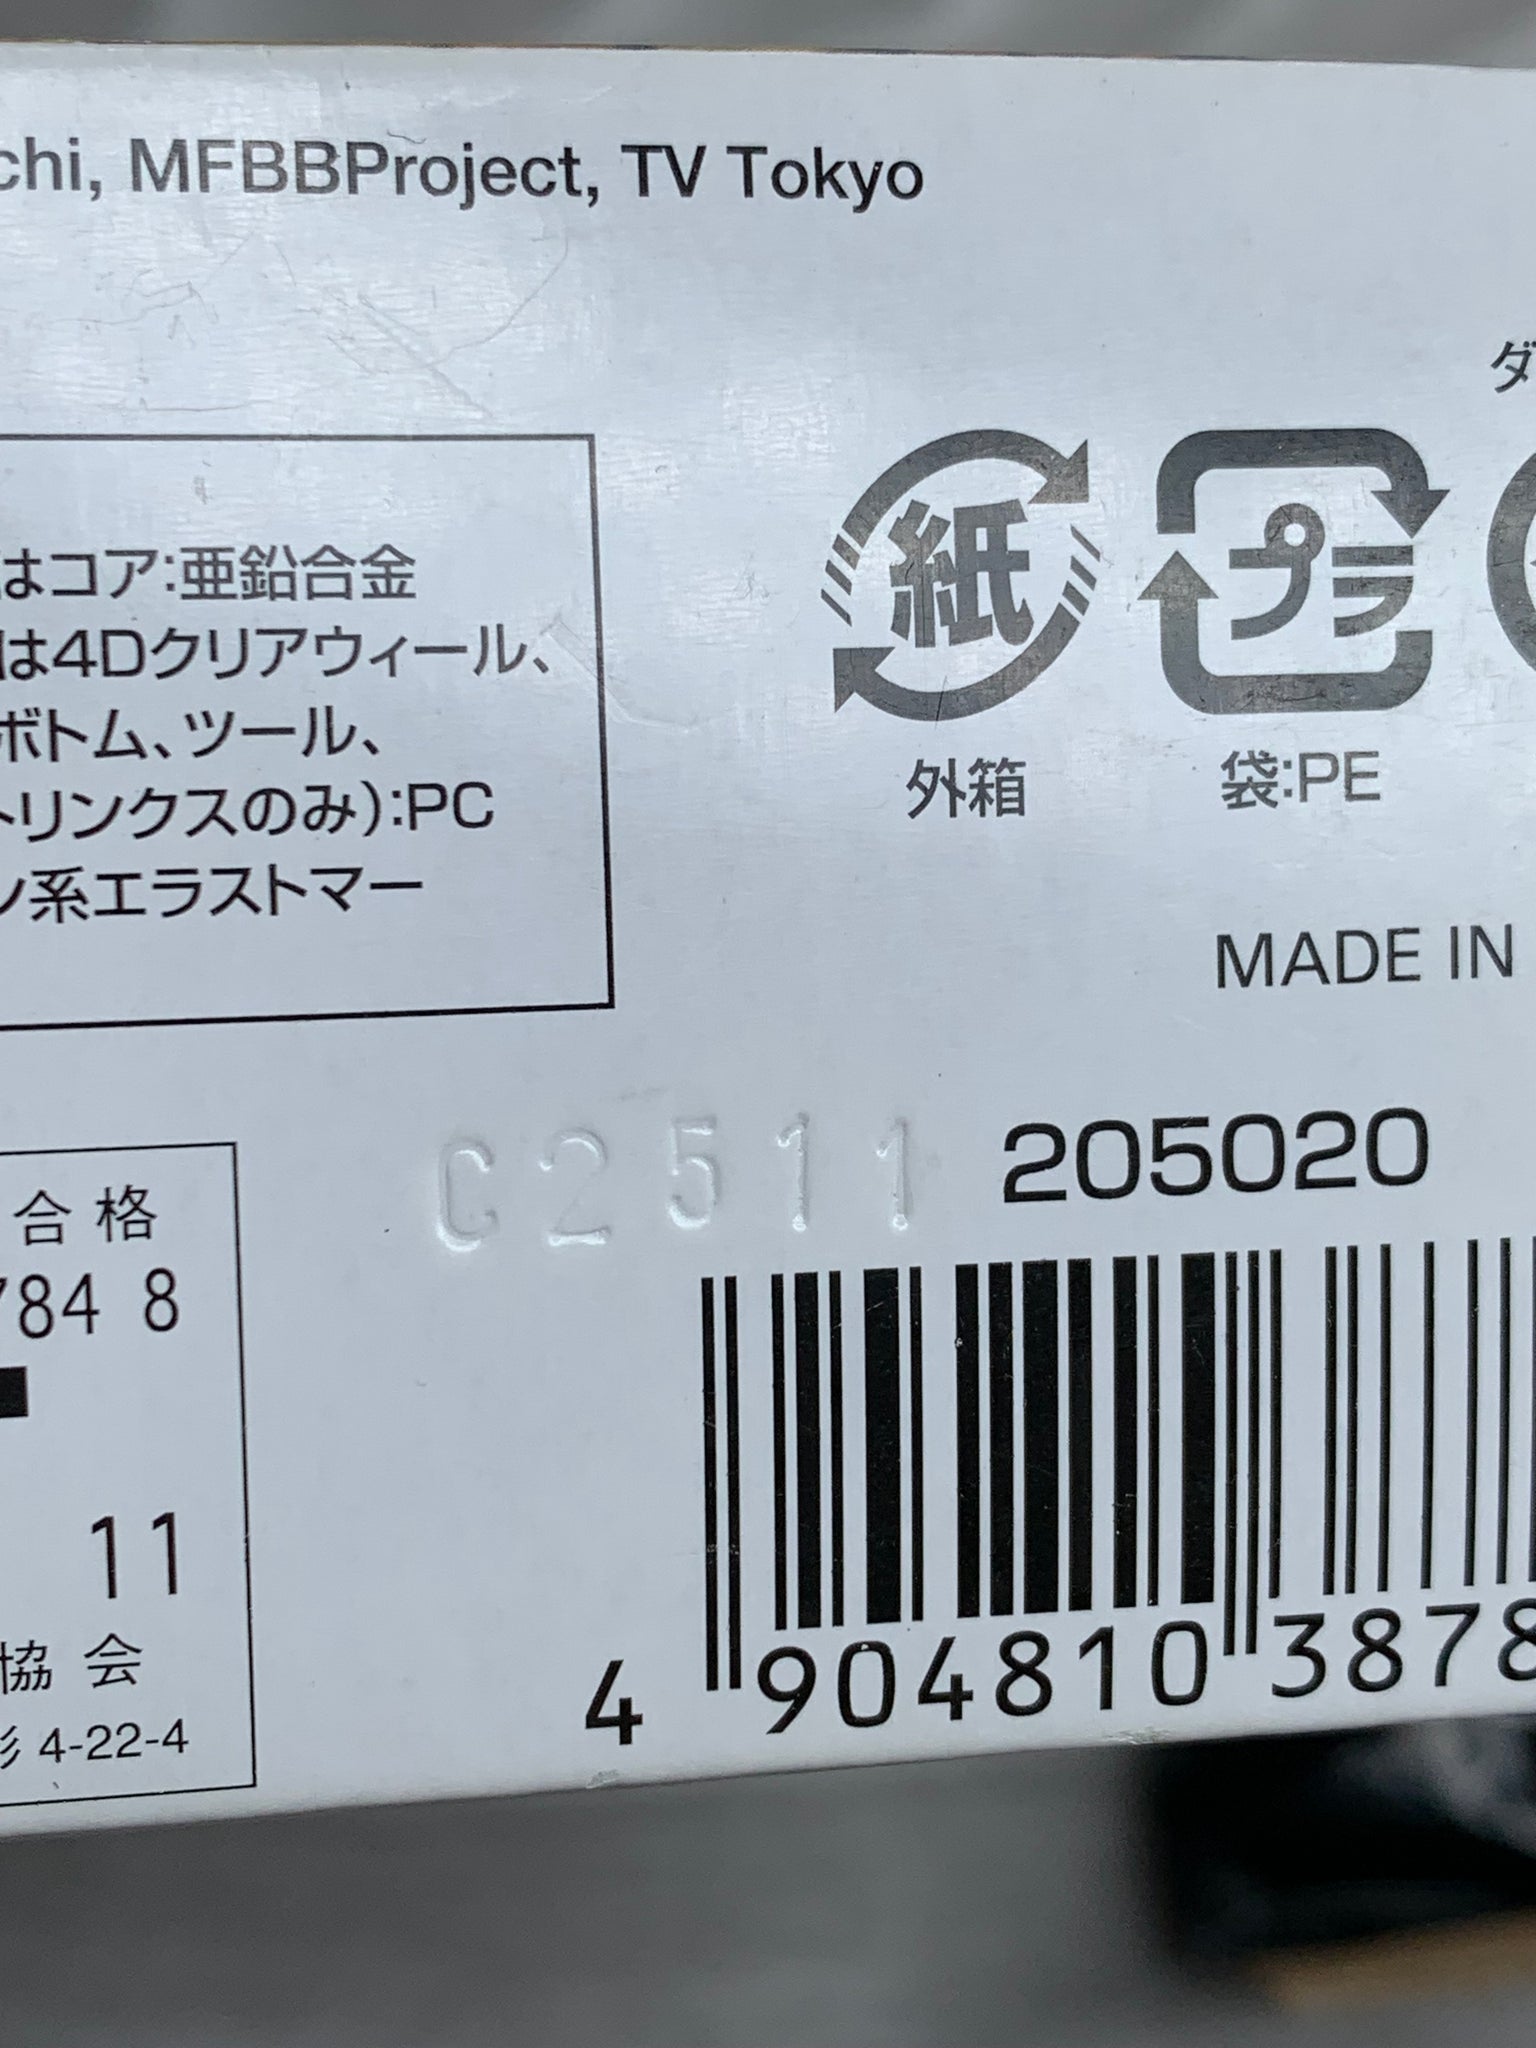 chi, MFBBProject, TV Tokyo
はコア:亜鉛合金
は4Dクリアウィール、
ボトム、ツール、
トリンクスのみ):PC
ン系エラストマー
紙
プラ
外箱
袋:PE
MADE IN
C2511
205020
合格
784 8
11
協会
4-22-4
4 904810 3878